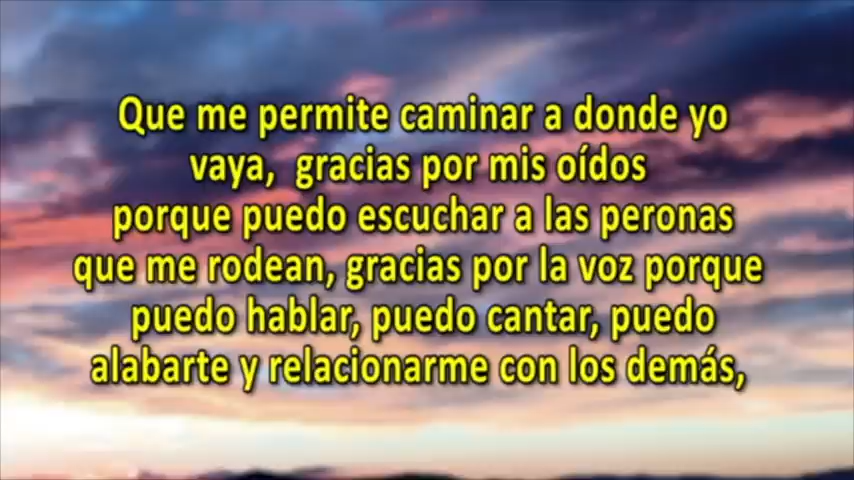 Que me permite caminar a donde yo
vaya,  gracias por mis oídos
porque puedo escuchar a las peronas
que me rodean, gracias por la voz porque
puedo hablar, puedo cantar, puedo
alabarte y relacionarme con los demás,